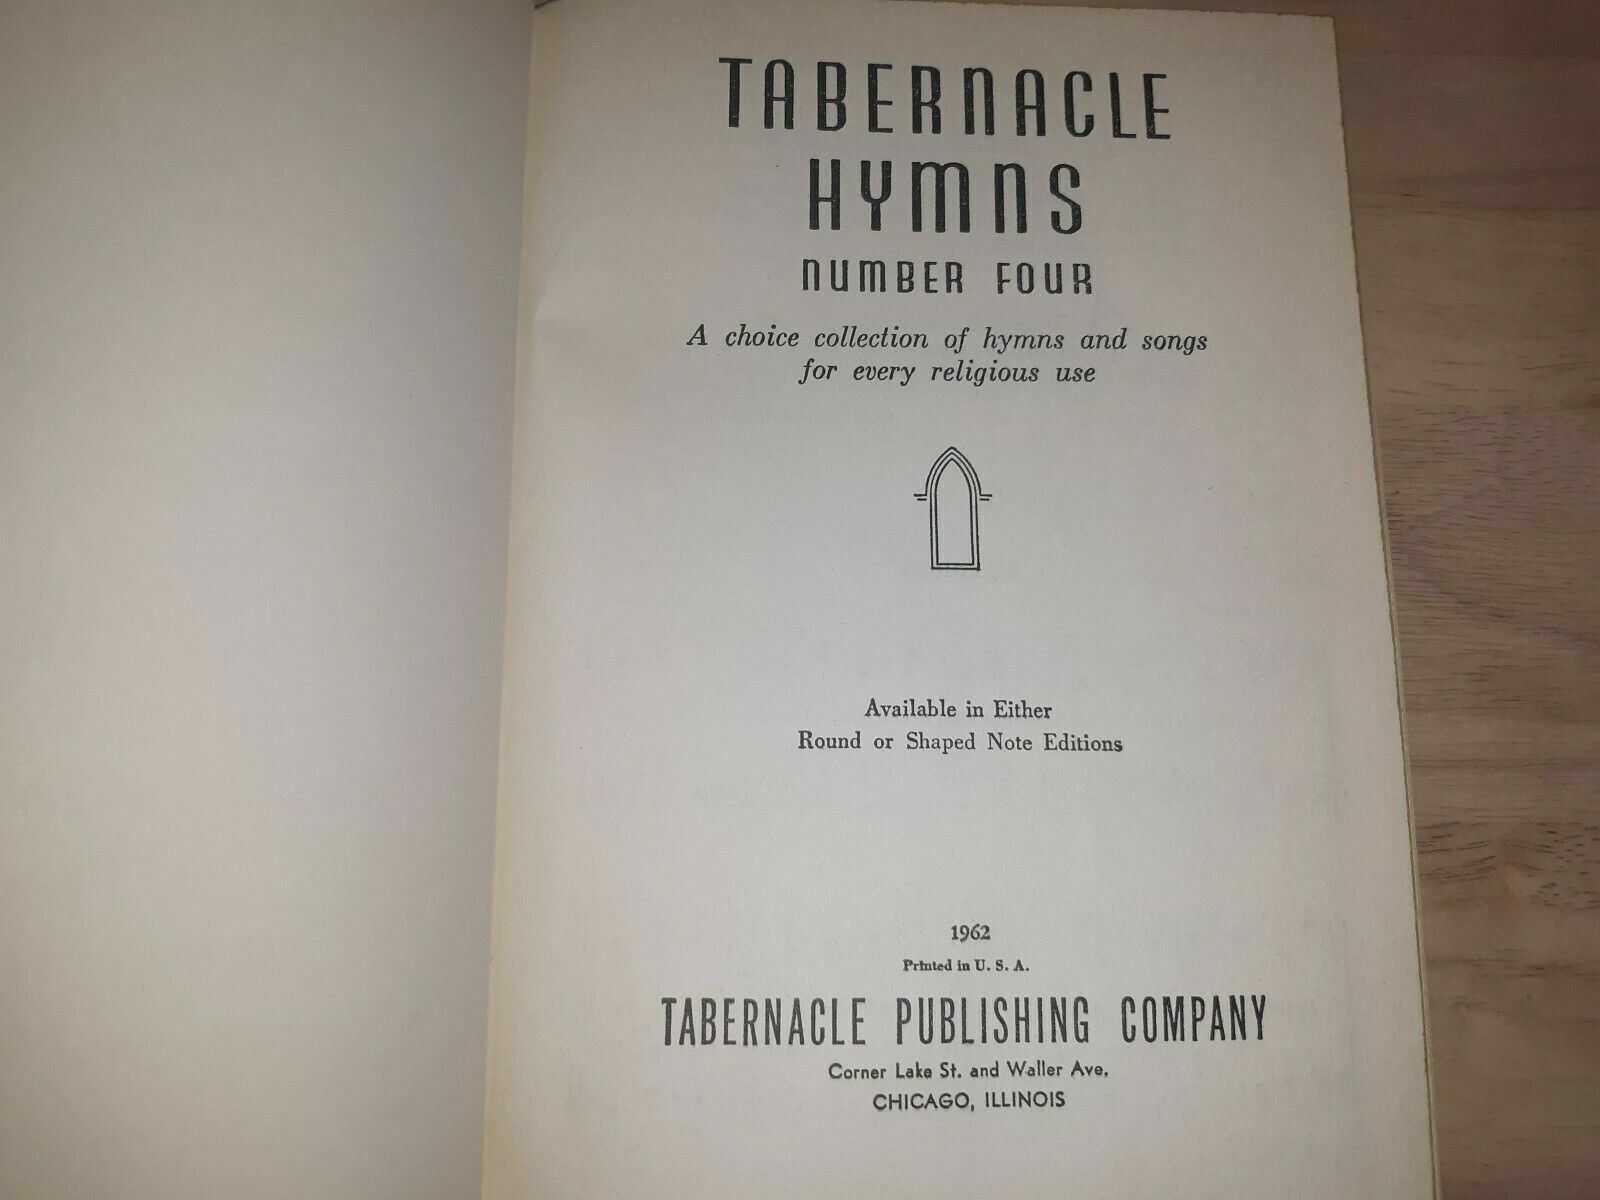 TABERNACLE
HYMNS
NUMBER FOUR
A choice collection of hymns and songs
for every religious use
Available in Either
Round or Shaped Note Editions
1962
Printed in U. S. A.
TABERNACLE PUBLISHING COMPANY
Corner Lake St. and Waller Ave.
CHICAGO, ILLINOIS